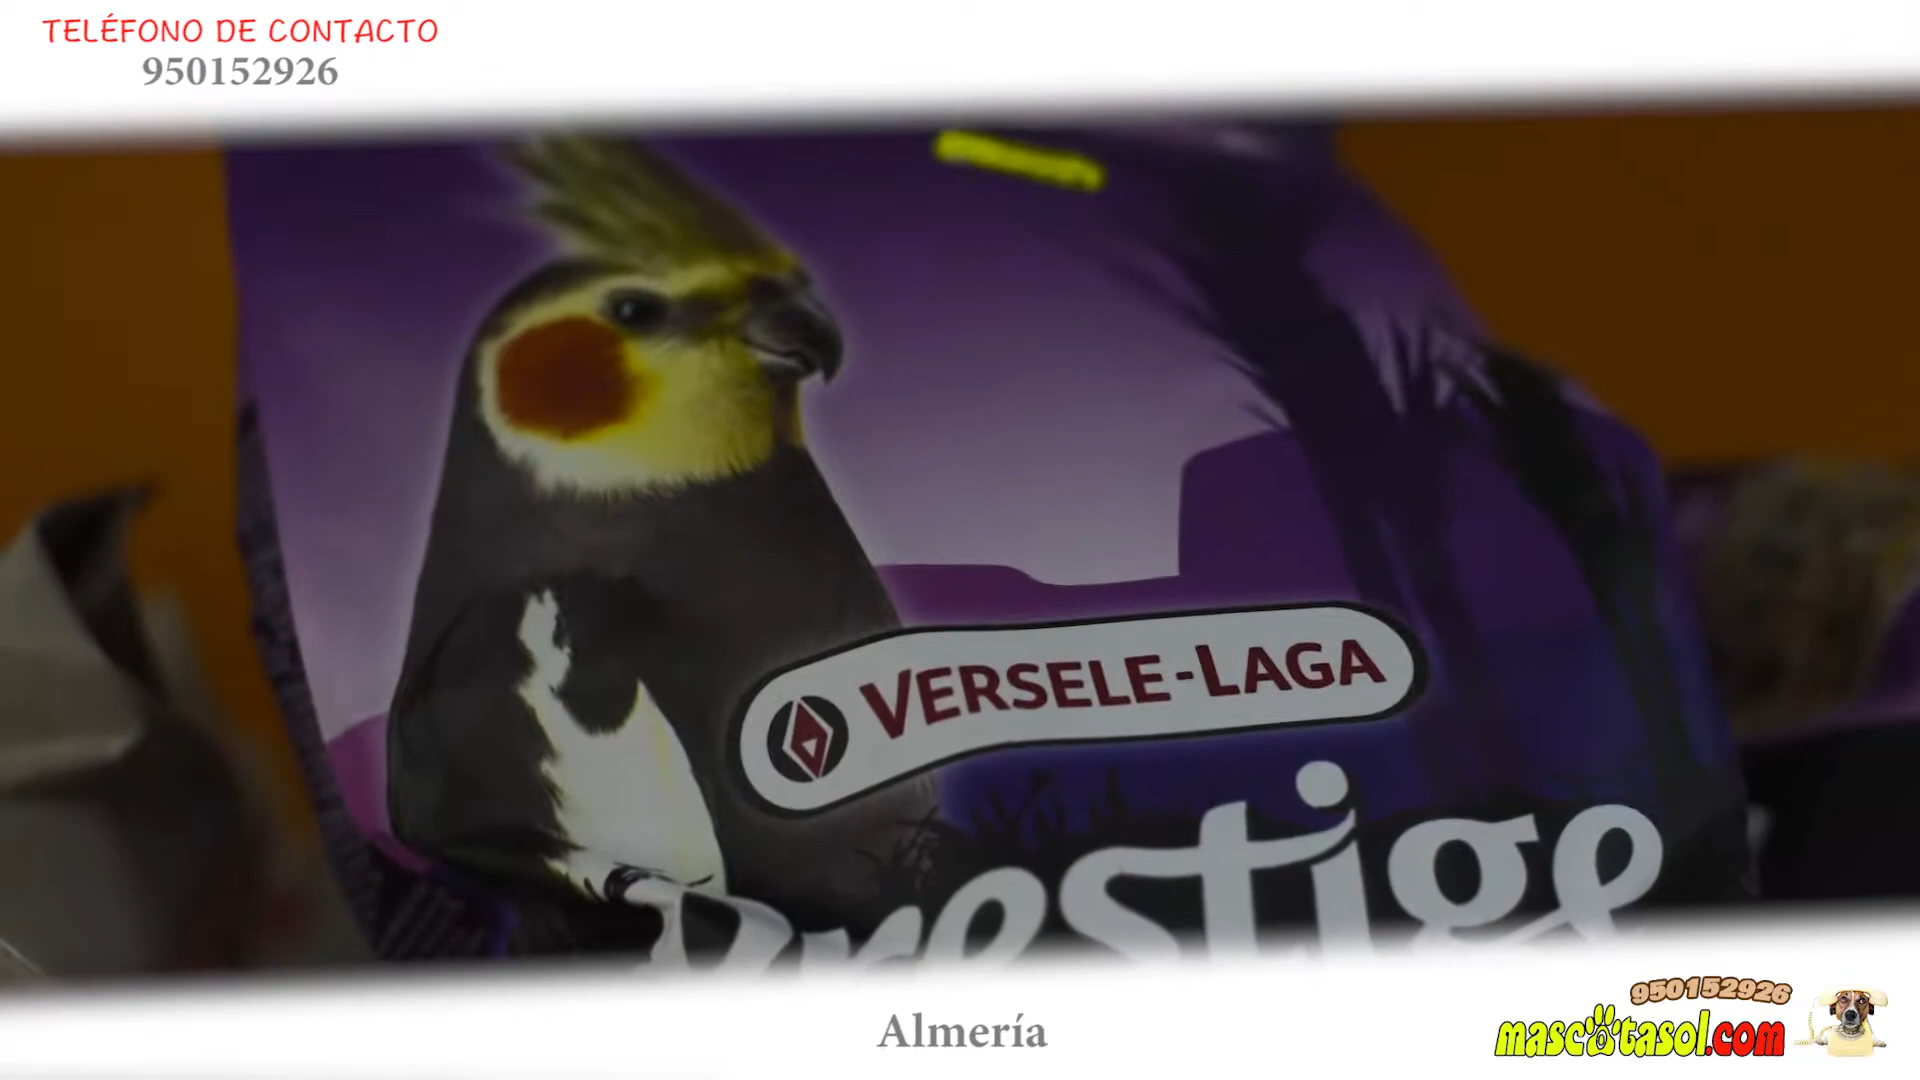 TELÉFONO DE CONTACTO
950152926
VERSELE-LAGA
Prestige
Almería
950152926
mascotasol.com